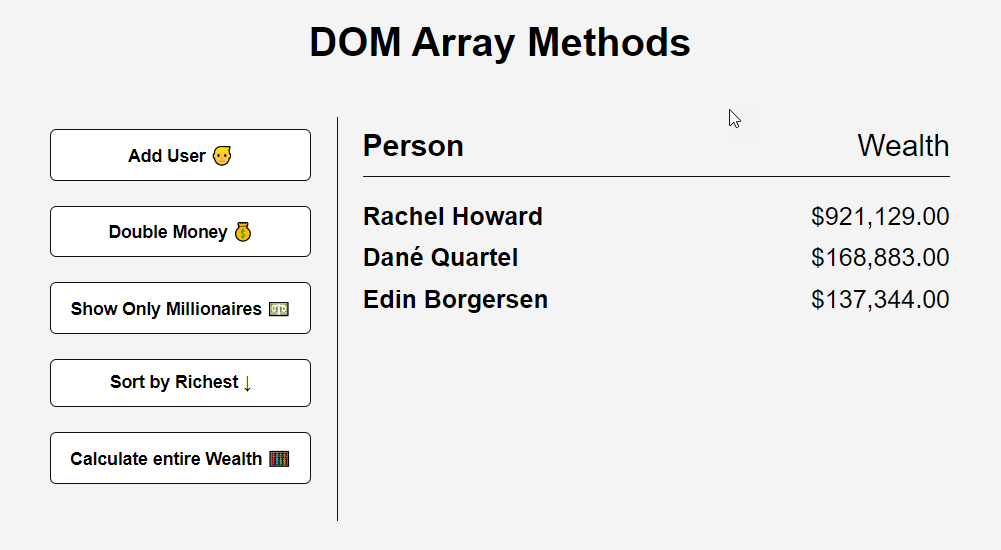 DOM Array Methods
Add User 👱
Double Money 💰
Show Only Millionaires 💵
Sort by Richest ↓
Calculate entire Wealth 🧮
Person Wealth
Rachel Howard $921,129.00
Dané Quartel $168,883.00
Edin Borgersen $137,344.00